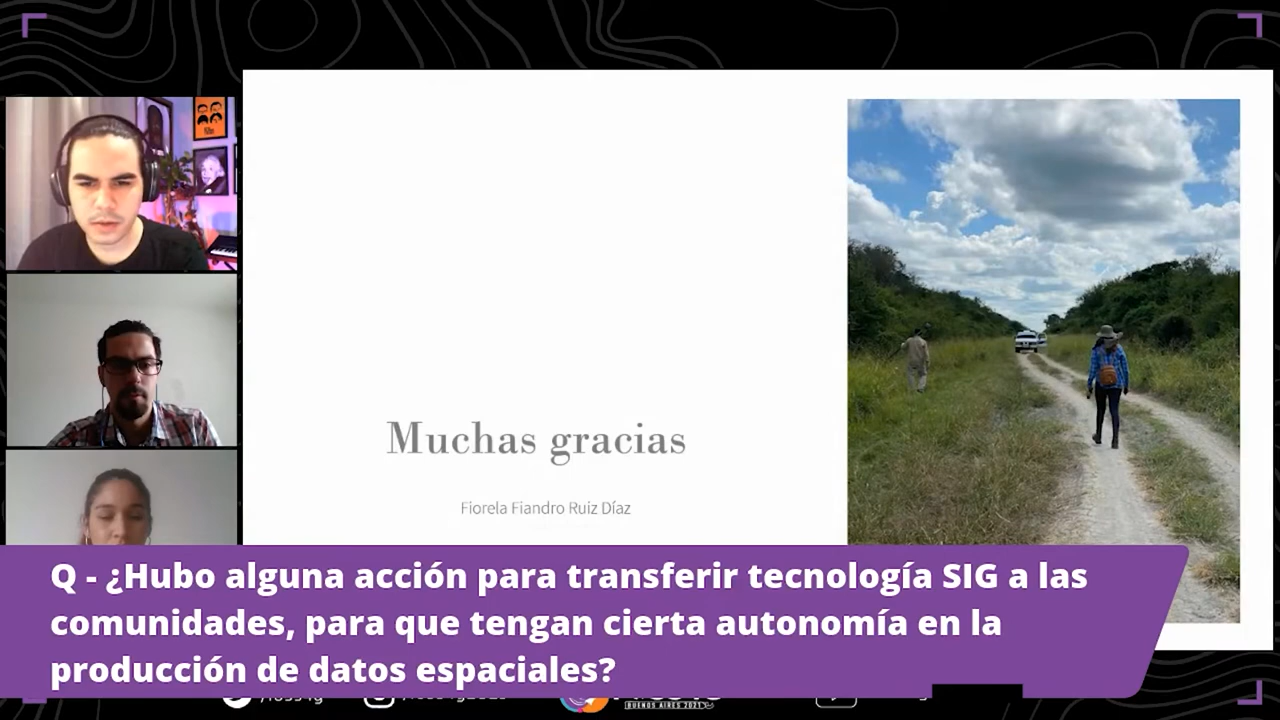 Muchas gracias
Fiorela Fiandro Ruiz Díaz
Q - ¿Hubo alguna acción para transferir tecnología SIG a las
comunidades, para que tengan cierta autonomía en la
producción de datos espaciales?
BUENOS AIRES 2021